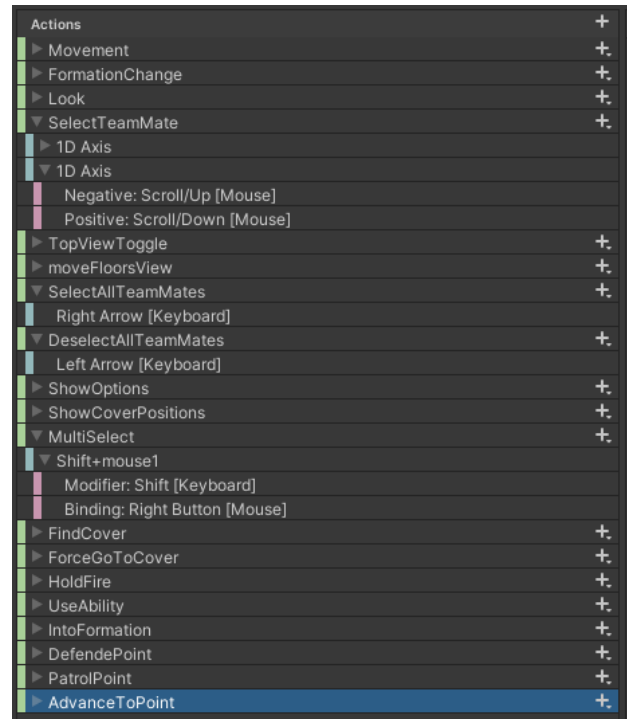 Actions
Movement
FormationChange
Look
SelectTeamMate
1D Axis
1D Axis
Negative: Scroll/Up [Mouse]
Positive: Scroll/Down [Mouse]
TopViewToggle
moveFloorsView
SelectAllTeamMates
Right Arrow [Keyboard]
DeselectAllTeamMates
Left Arrow [Keyboard]
ShowOptions
ShowCoverPositions
MultiSelect
Shift+mouse1
Modifier: Shift [Keyboard]
Binding: Right Button [Mouse]
FindCover
ForceGoToCover
HoldFire
UseAbility
IntoFormation
DefendePoint
PatrolPoint
AdvanceToPoint